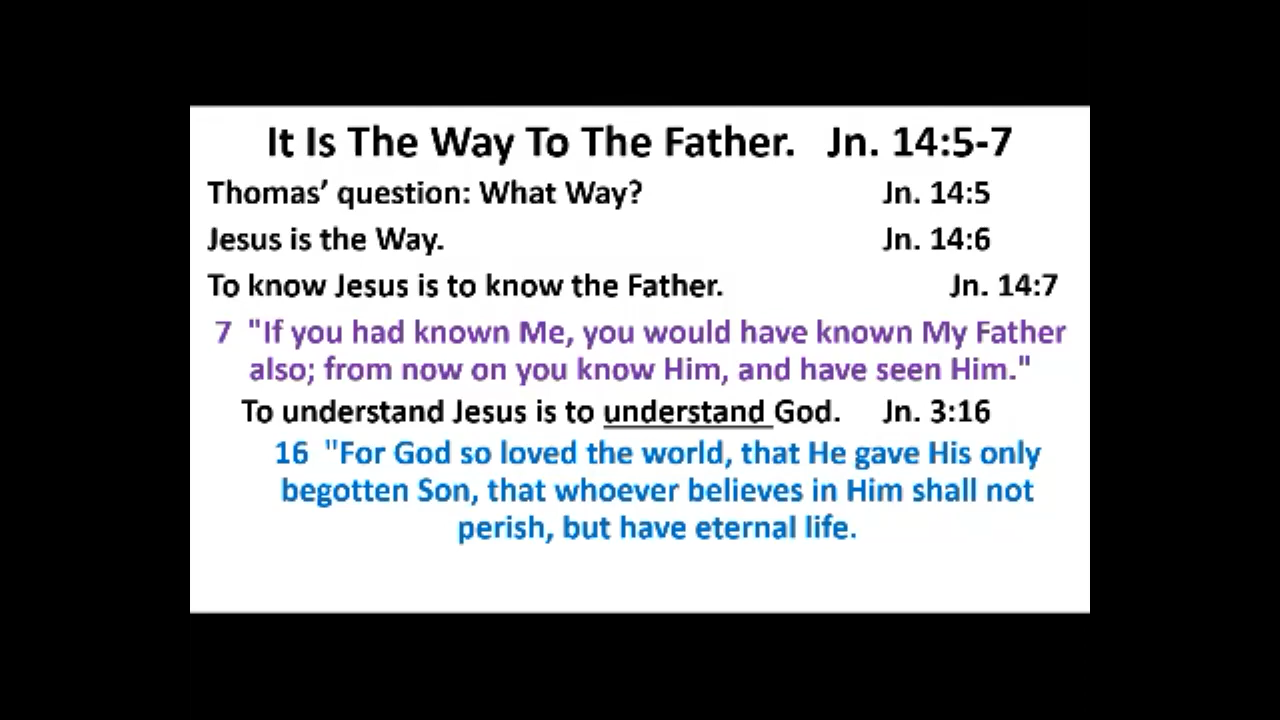 It Is The Way To The Father. Jn. 14:5-7
Thomas’ question: What Way? Jn. 14:5
Jesus is the Way. Jn. 14:6
To know Jesus is to know the Father. Jn. 14:7
7 "If you had known Me, you would have known My Father
also; from now on you know Him, and have seen Him."
To understand Jesus is to understand God. Jn. 3:16
16 "For God so loved the world, that He gave His only
begotten Son, that whoever believes in Him shall not
perish, but have eternal life.